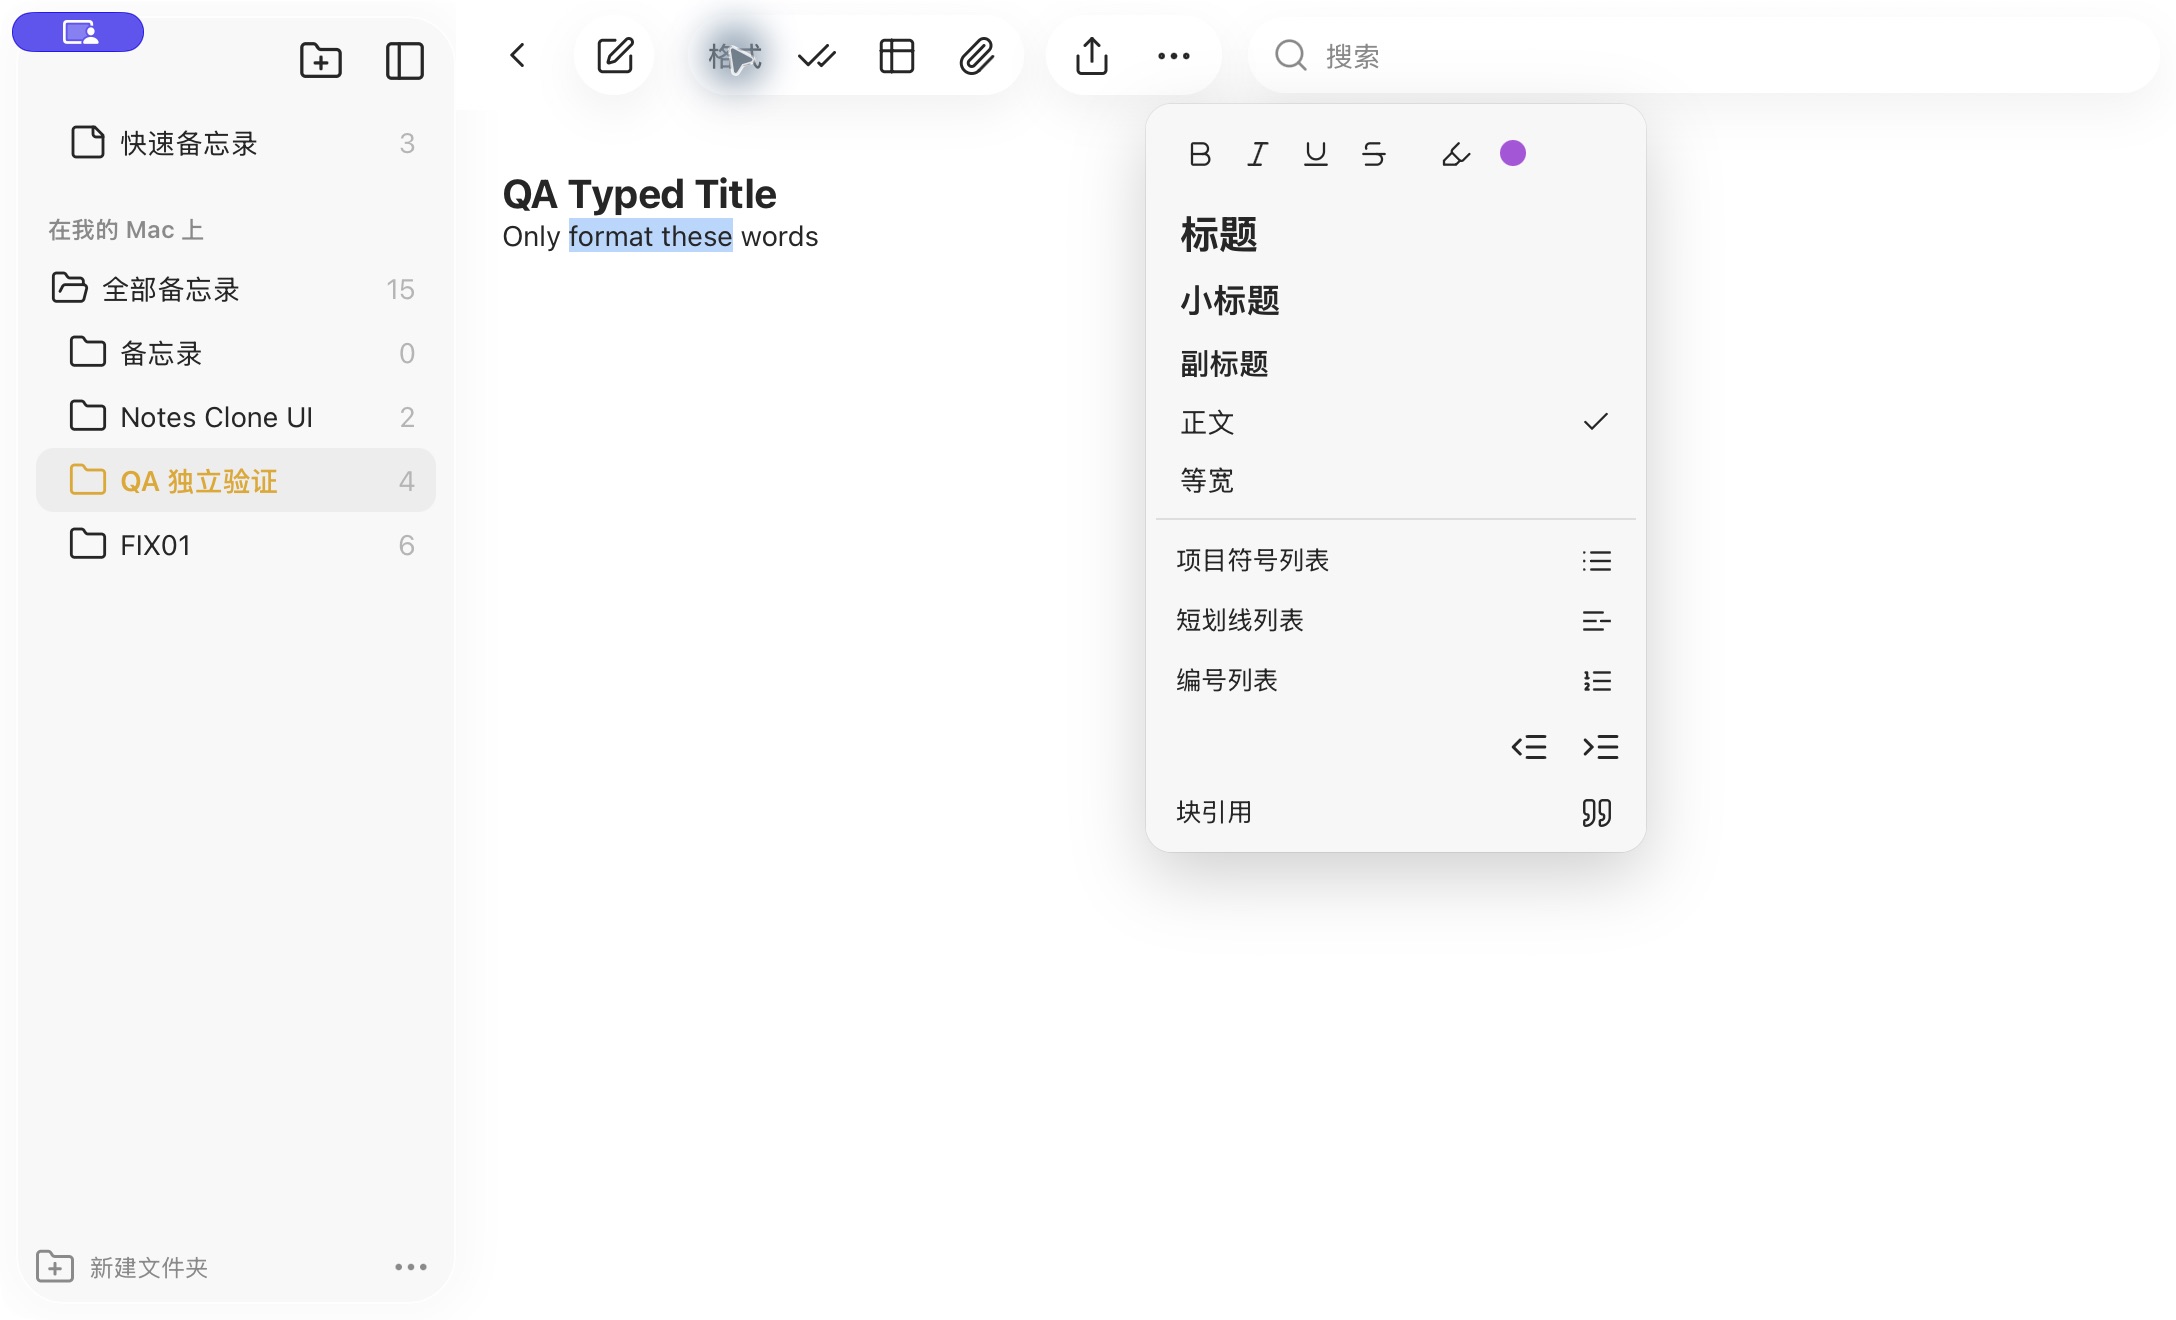 快速备忘录 3
在我的 Mac 上
全部备忘录 15
备忘录 0
Notes Clone UI 2
QA 独立验证 4
FIX01 6
新建文件夹
格式
搜索
QA Typed Title
Only format these words
标题
小标题
副标题
正文
等宽
项目符号列表
短划线列表
编号列表
块引用